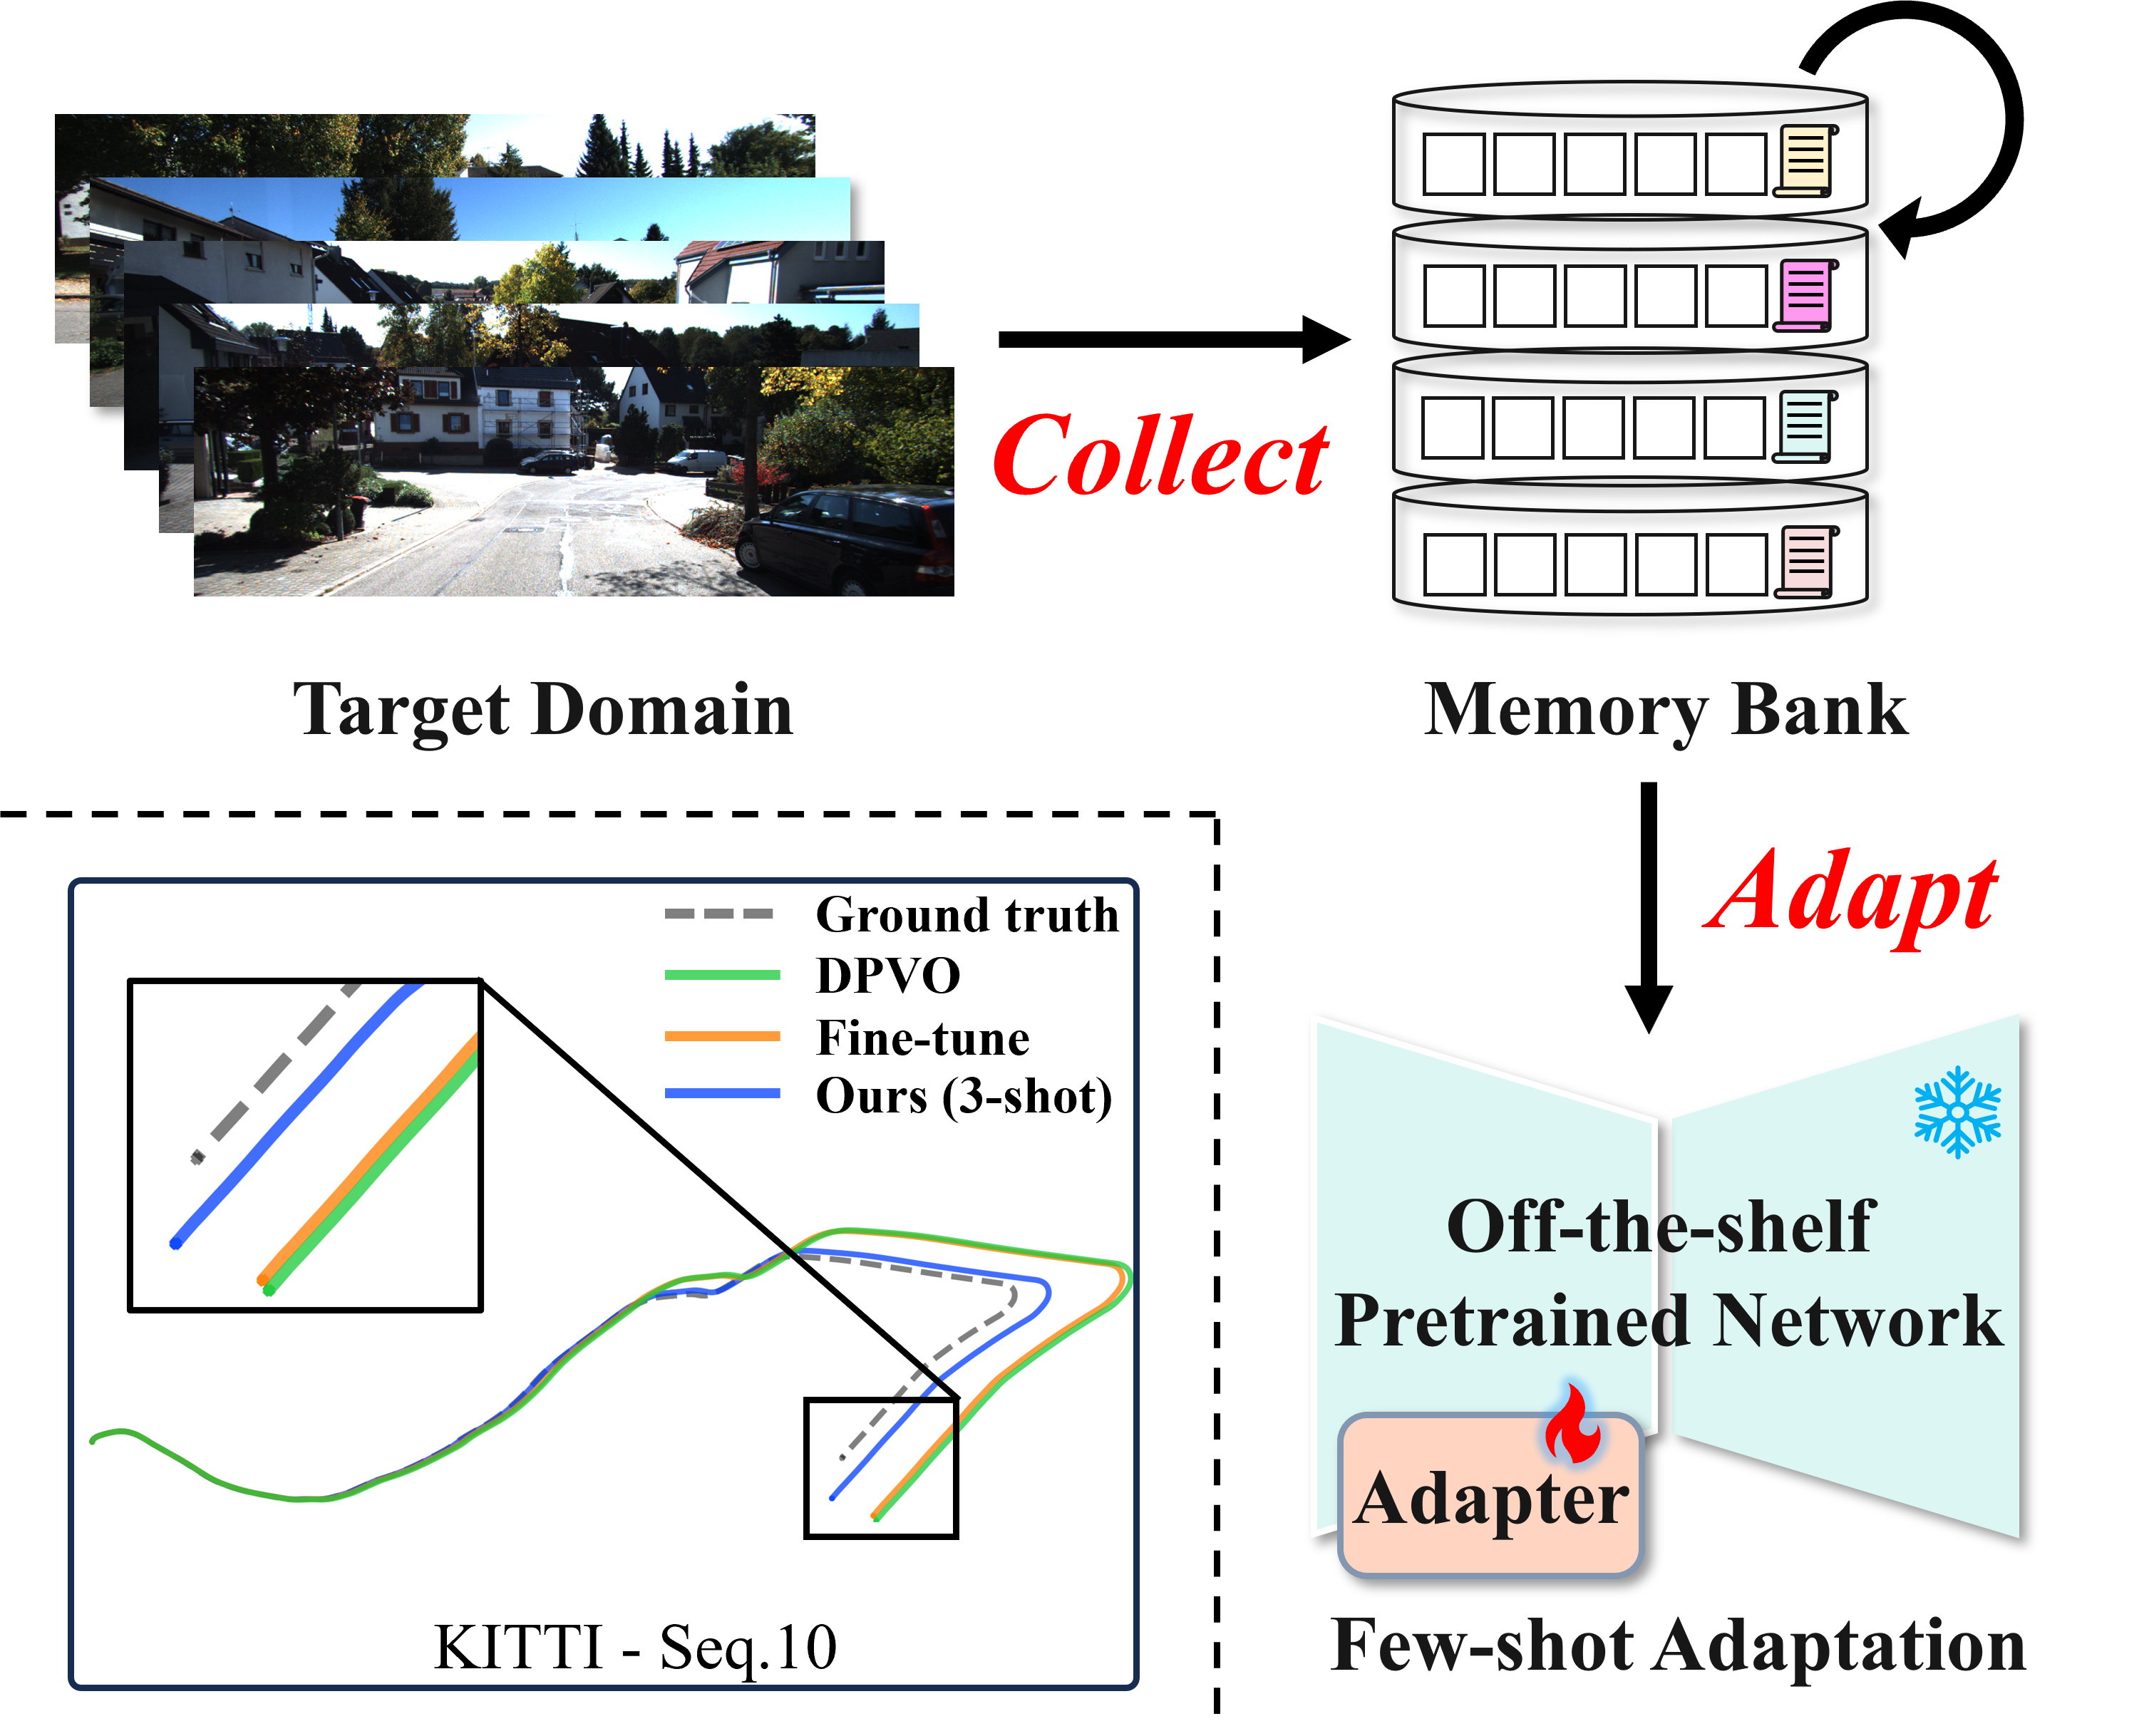 Collect
Target Domain
Memory Bank
Adapt
Ground truth
DPVO
Fine-tune
Ours (3-shot)
KITTI - Seq.10
Off-the-shelf
Pretrained Network
Adapter
Few-shot Adaptation